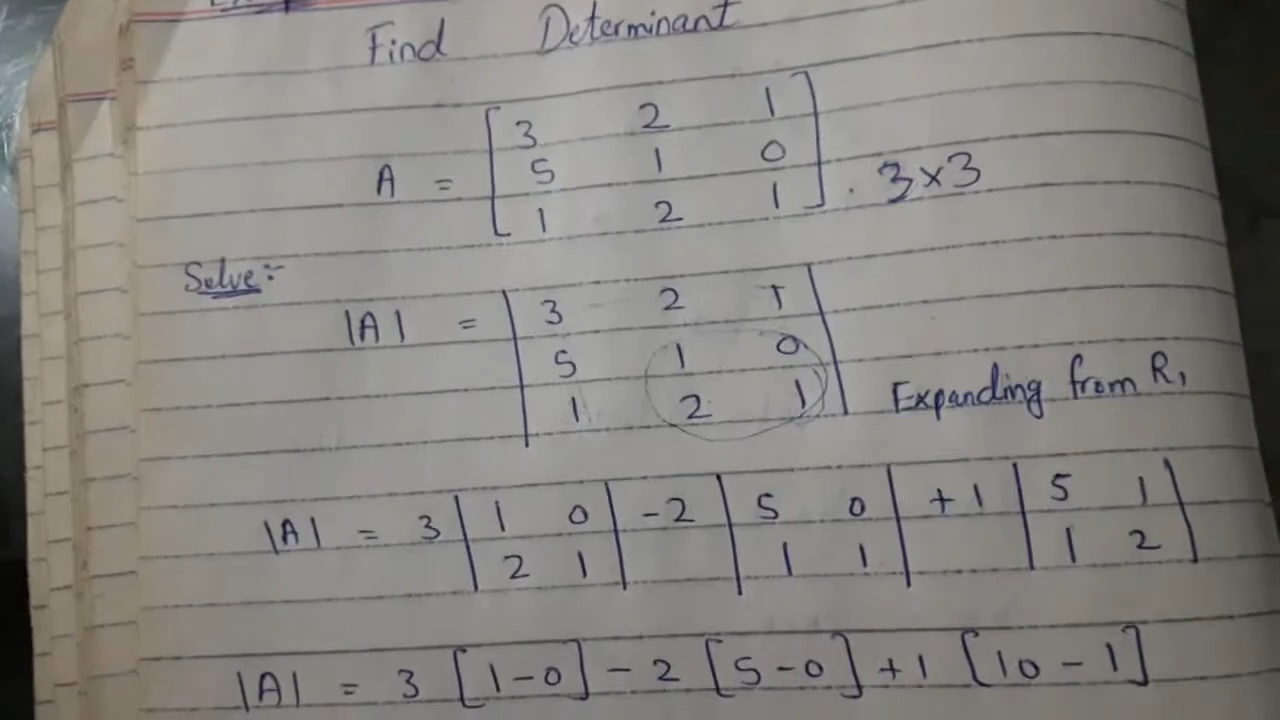 Find Determinant
A = [ 3 2 1
5 1 0
1 2 1 ] . 3×3
Solve:-
|A| = | 3 2 1 |
| 5 1 0 |
| 1 2 1 | Expanding from R₁
|A| = 3 | 1 0 | -2 | 5 0 | +1 | 5 1 |
| 2 1 | | 1 1 | | 1 2 |
|A| = 3 [1-0] - 2 [5-0] +1 [10-1]